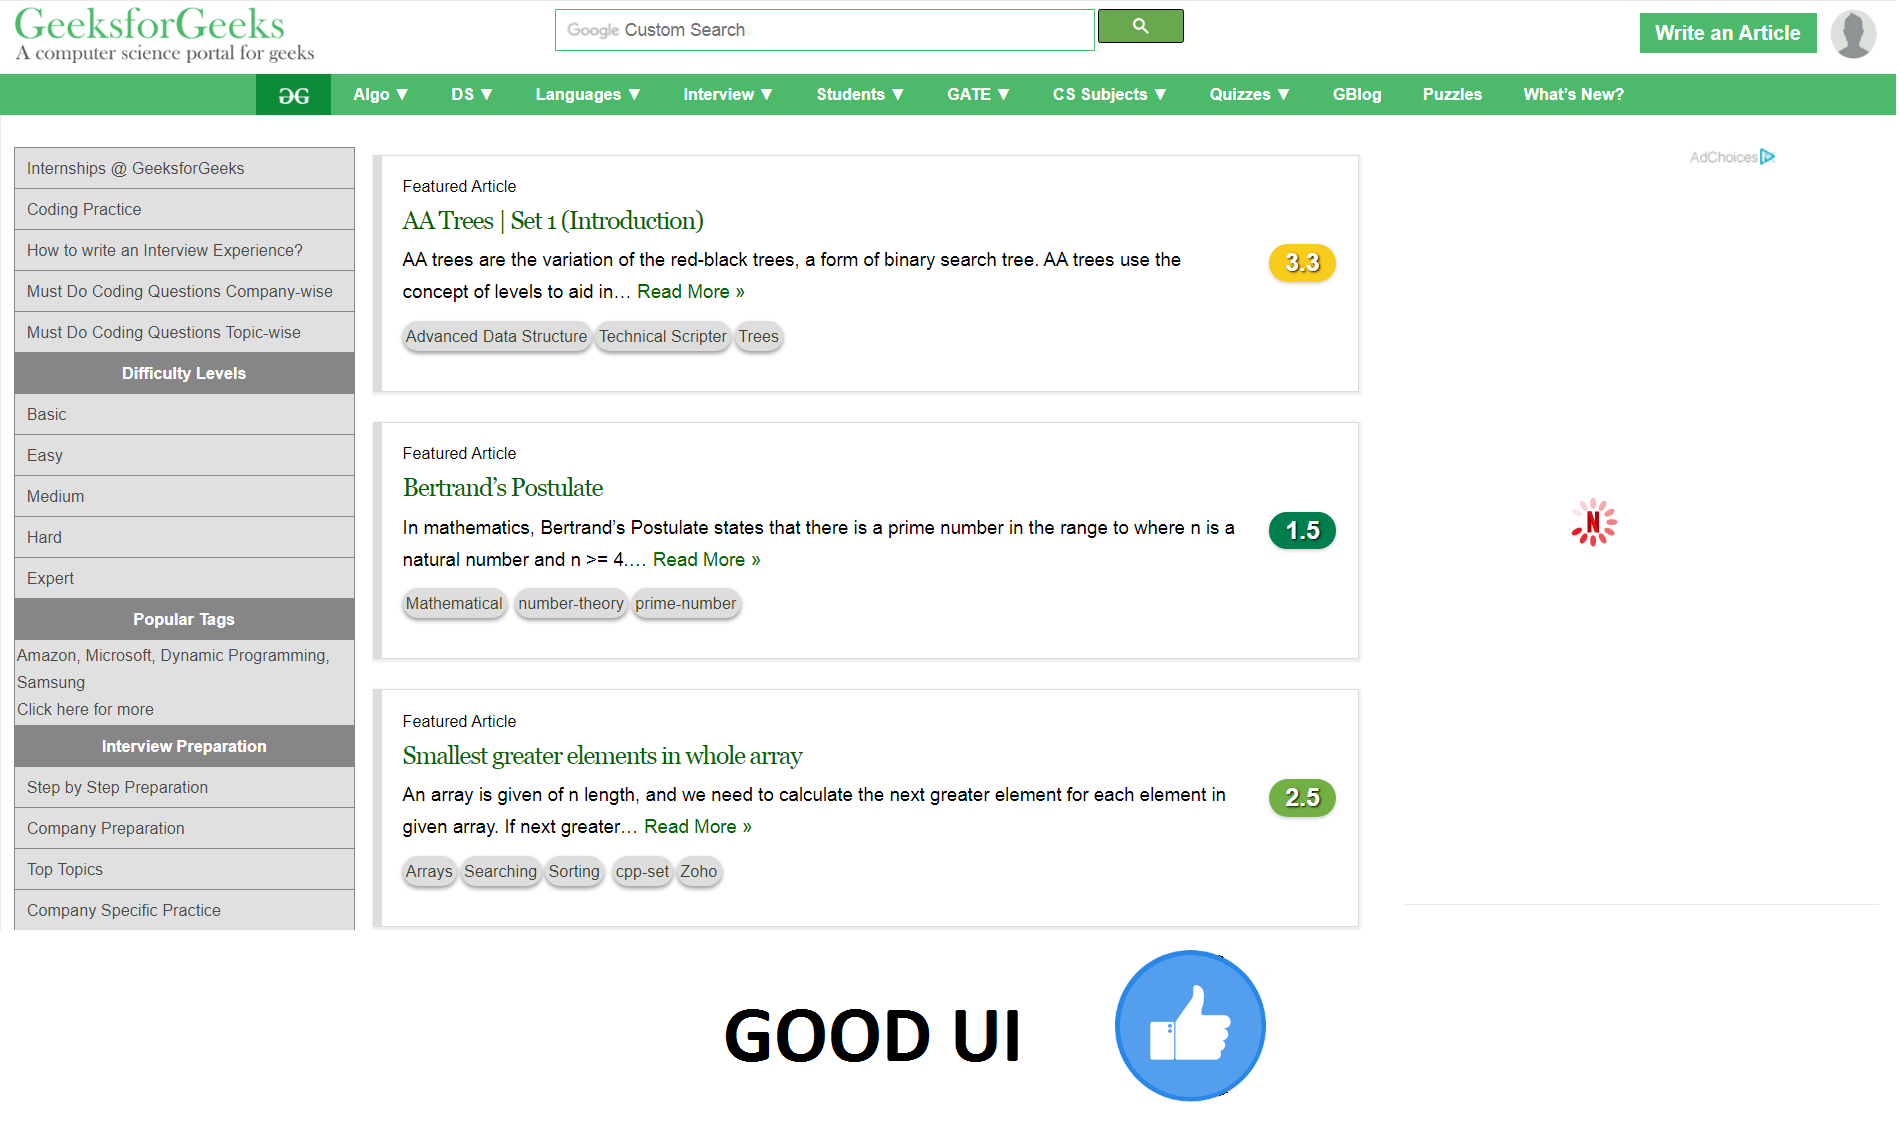 GeeksforGeeks
A computer science portal for geeks
Google Custom Search
Write an Article
Algo ▼ DS ▼ Languages ▼ Interview ▼ Students ▼ GATE ▼ CS Subjects ▼ Quizzes ▼ GBlog Puzzles What's New?
Internships @ GeeksforGeeks
Coding Practice
How to write an Interview Experience?
Must Do Coding Questions Company-wise
Must Do Coding Questions Topic-wise
Difficulty Levels
Basic
Easy
Medium
Hard
Expert
Popular Tags
Amazon, Microsoft, Dynamic Programming,
Samsung
Click here for more
Interview Preparation
Step by Step Preparation
Company Preparation
Top Topics
Company Specific Practice
Featured Article
AA Trees | Set 1 (Introduction)
AA trees are the variation of the red-black trees, a form of binary search tree. AA trees use the
concept of levels to aid in… Read More »
3.3
Advanced Data Structure Technical Scripter Trees
Featured Article
Bertrand's Postulate
In mathematics, Bertrand's Postulate states that there is a prime number in the range to where n is a
natural number and n >= 4.… Read More »
1.5
Mathematical number-theory prime-number
Featured Article
Smallest greater elements in whole array
An array is given of n length, and we need to calculate the next greater element for each element in
given array. If next greater… Read More »
2.5
Arrays Searching Sorting cpp-set Zoho
AdChoices
N
GOOD UI